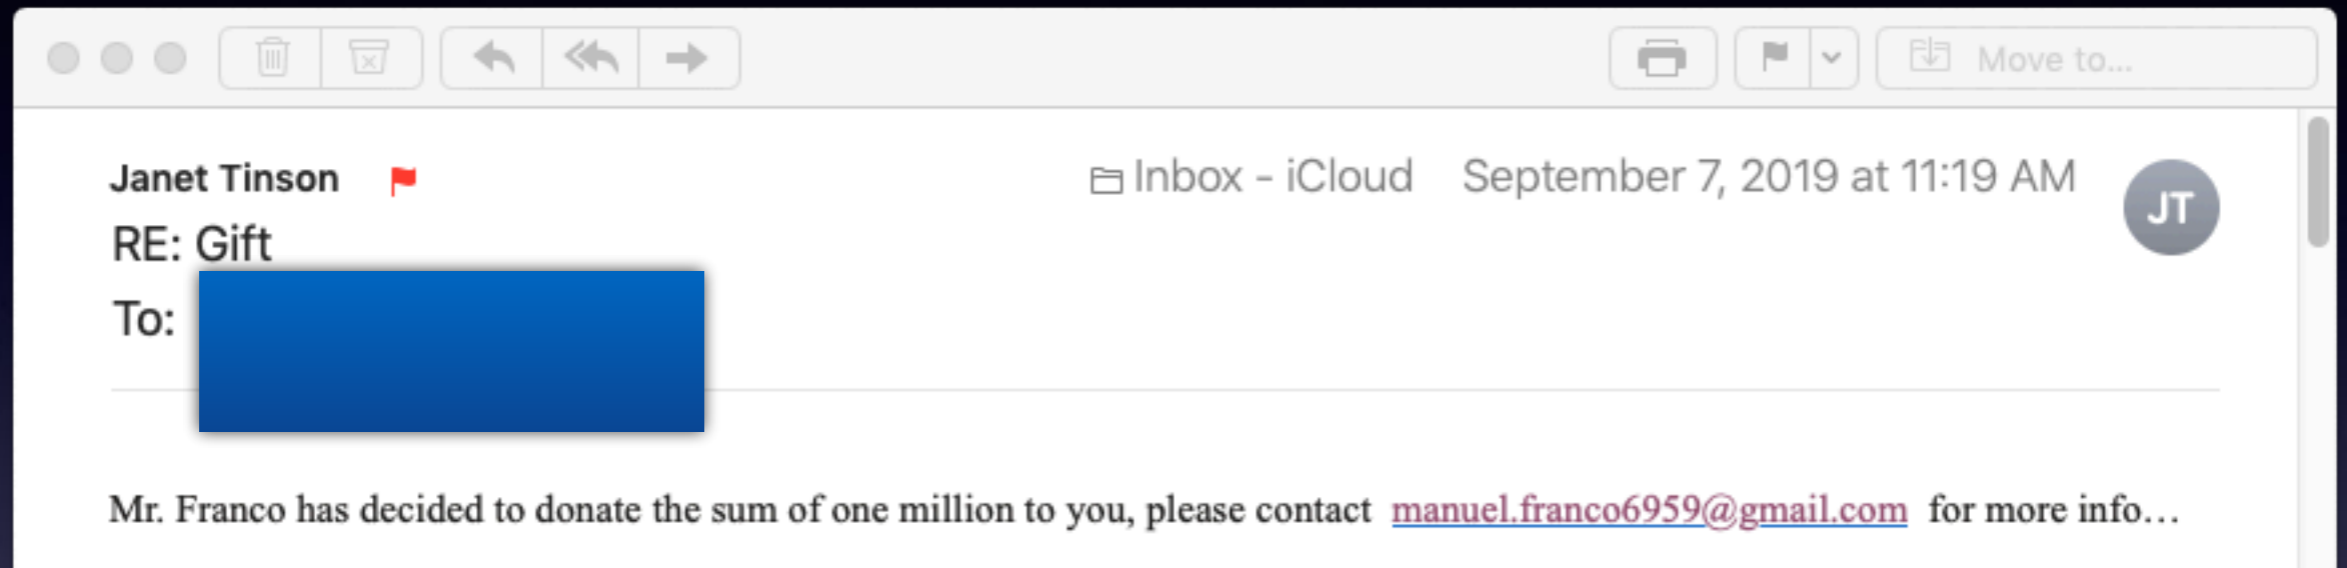 Move to...
Janet Tinson
Inbox - iCloud September 7, 2019 at 11:19 AM
JT
RE: Gift
To:
Mr. Franco has decided to donate the sum of one million to you, please contact manuel.franco6959@gmail.com for more info...